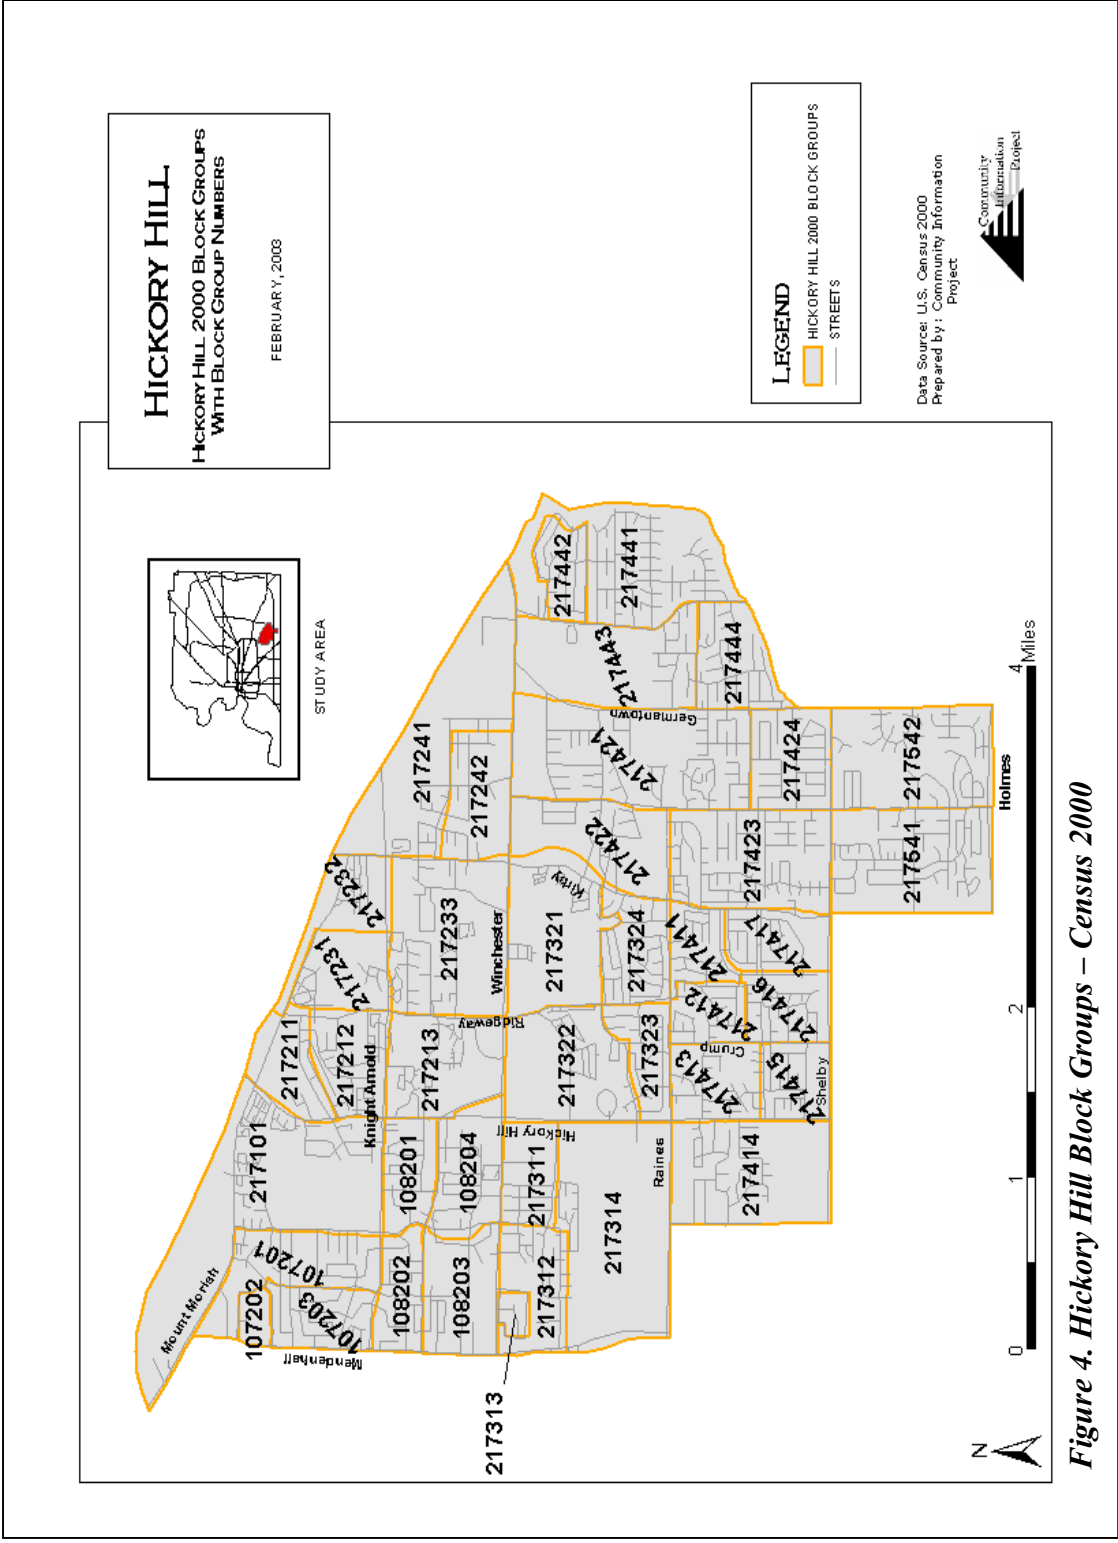 HICKORY HILL
HICKORY HILL 2000 BLOCK GROUPS
WITH BLOCK GROUP NUMBERS
FEBRUARY, 2003
STUDY AREA
LEGEND
HICKORY HILL 2000 BLOCK GROUPS
STREETS
Data Source: U.S. Census 2000
Prepared by: Community Information
Project
Community
Information
Project
Mount Moriah
107202
107201
107203
Mendenhall
217101
217211
217212
217231
217232
Knight Arnold
108202
108201
217213
217233
217241
217242
108203
108204
Ridgeway
Winchester
217313
217312
217311
Hickory Hill
217322
217321
Kirby
217422
217421
217443
217442
217441
217314
Raines
217323
217324
Germantown
217444
217414
217413
Crump
217412
217411
217423
217424
217415
217416
217417
Shelby
217541
217542
Holmes
N
0
1
2
4
Miles
Figure 4. Hickory Hill Block Groups – Census 2000